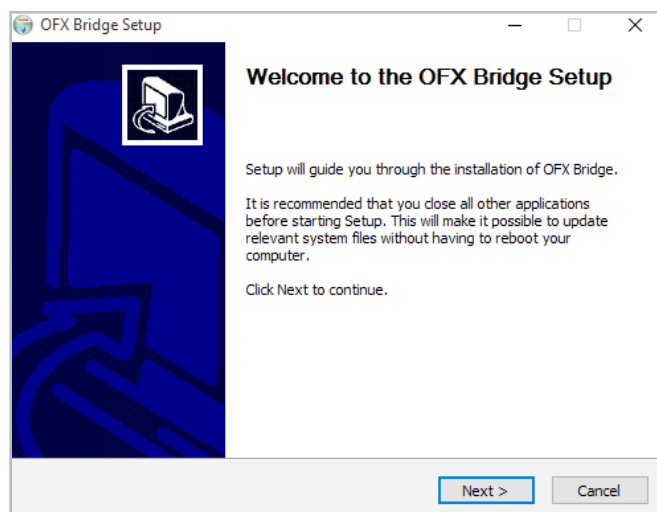 OFX Bridge Setup
Welcome to the OFX Bridge Setup
Setup will guide you through the installation of OFX Bridge.
It is recommended that you close all other applications
before starting Setup. This will make it possible to update
relevant system files without having to reboot your
computer.
Click Next to continue.
Next >
Cancel